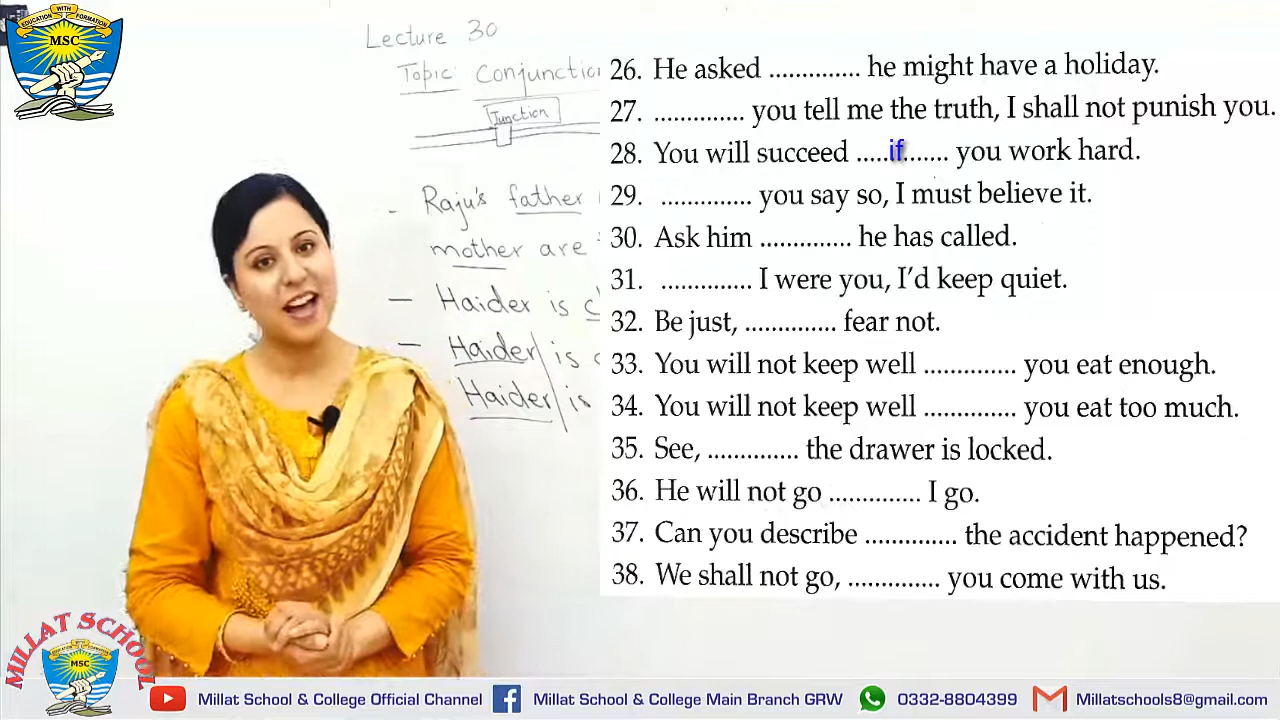 EDUCATION WITH FORMATION
MSC
Lecture 30
Topic: Conjunction
Junction
- Raju's father
mother are
- Haider is
- Haider is
Haider is
26. He asked .............. he might have a holiday.
27. .............. you tell me the truth, I shall not punish you.
28. You will succeed .....if....... you work hard.
29. .............. you say so, I must believe it.
30. Ask him .............. he has called.
31. .............. I were you, I'd keep quiet.
32. Be just, .............. fear not.
33. You will not keep well .............. you eat enough.
34. You will not keep well .............. you eat too much.
35. See, .............. the drawer is locked.
36. He will not go .............. I go.
37. Can you describe .............. the accident happened?
38. We shall not go, .............. you come with us.
MILLAT SCHOOL
MSC
Millat School & College Official Channel
Millat School & College Main Branch GRW
0332-8804399
Millatschools8@gmail.com